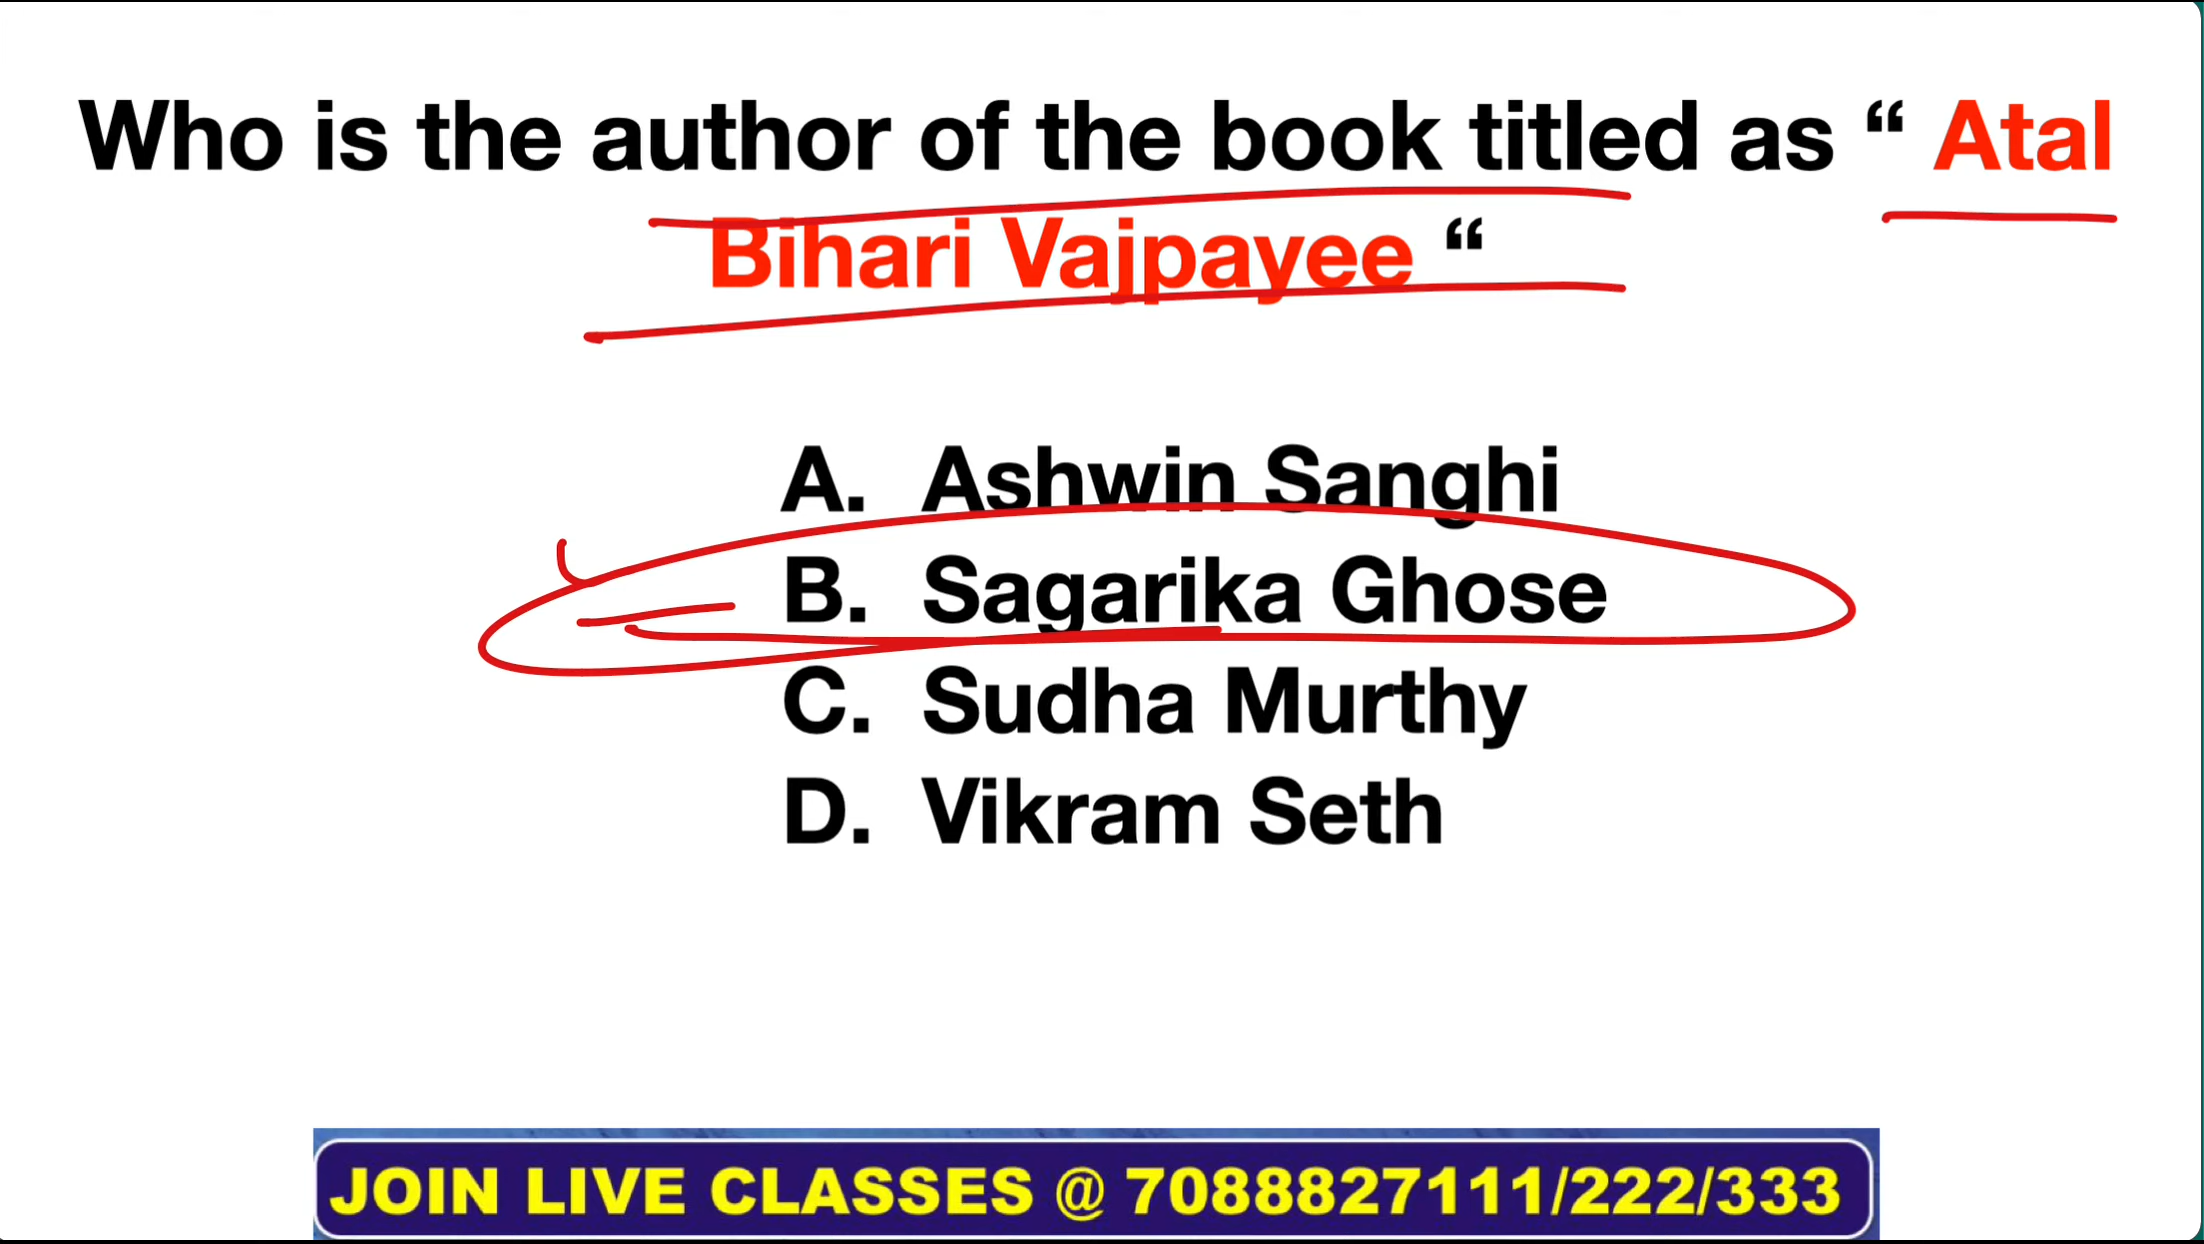 Who is the author of the book titled as “ Atal
Bihari Vajpayee “
A. Ashwin Sanghi
B. Sagarika Ghose
C. Sudha Murthy
D. Vikram Seth
JOIN LIVE CLASSES @ 7088827111/222/333